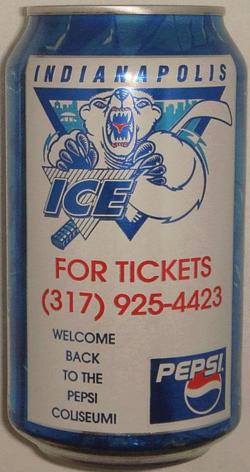 INDIANAPOLIS
ICE
FOR TICKETS
(317) 925-4423
WELCOME
BACK
TO THE
PEPSI
COLISEUM!
PEPSI